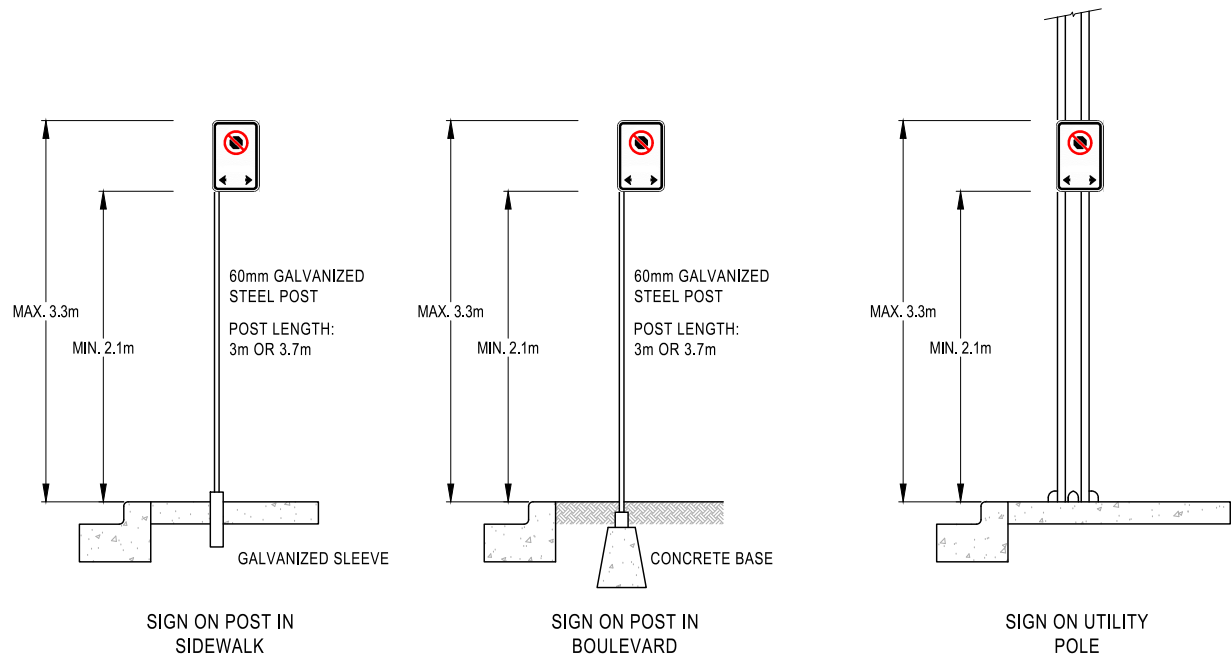 MAX. 3.3m
MIN. 2.1m
60mm GALVANIZED
STEEL POST
POST LENGTH:
3m OR 3.7m
GALVANIZED SLEEVE
SIGN ON POST IN
SIDEWALK
MAX. 3.3m
MIN. 2.1m
60mm GALVANIZED
STEEL POST
POST LENGTH:
3m OR 3.7m
CONCRETE BASE
SIGN ON POST IN
BOULEVARD
MAX. 3.3m
MIN. 2.1m
SIGN ON UTILITY
POLE